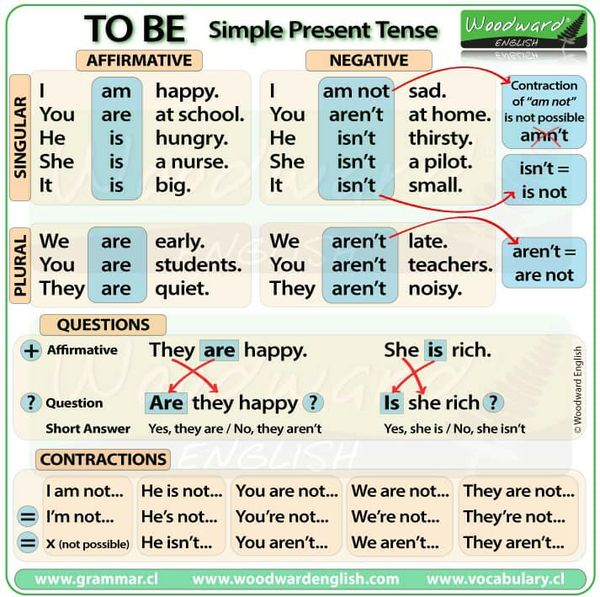 TO BE Simple Present Tense
Woodward®
ENGLISH
AFFIRMATIVE
SINGULAR
I am happy.
You are at school.
He is hungry.
She is a nurse.
It is big.
NEGATIVE
I am not sad.
You aren't at home.
He isn't thirsty.
She isn't a pilot.
It isn't small.
Contraction
of "am not"
is not possible
amn't
isn't =
is not
PLURAL
We are early.
You are students.
They are quiet.
We aren't late.
You aren't teachers.
They aren't noisy.
aren't =
are not
QUESTIONS
+ Affirmative They are happy. She is rich.
? Question Are they happy ? Is she rich ?
Short Answer Yes, they are / No, they aren't Yes, she is / No, she isn't
© Woodward English
CONTRACTIONS
I am not... He is not... You are not... We are not... They are not...
= I'm not... He's not... You're not... We're not... They're not...
= x (not possible) He isn't... You aren't... We aren't... They aren't...
www.grammar.cl www.woodwardenglish.com www.vocabulary.cl
Woodward
ENGLISH
Woodward
ENGLISH